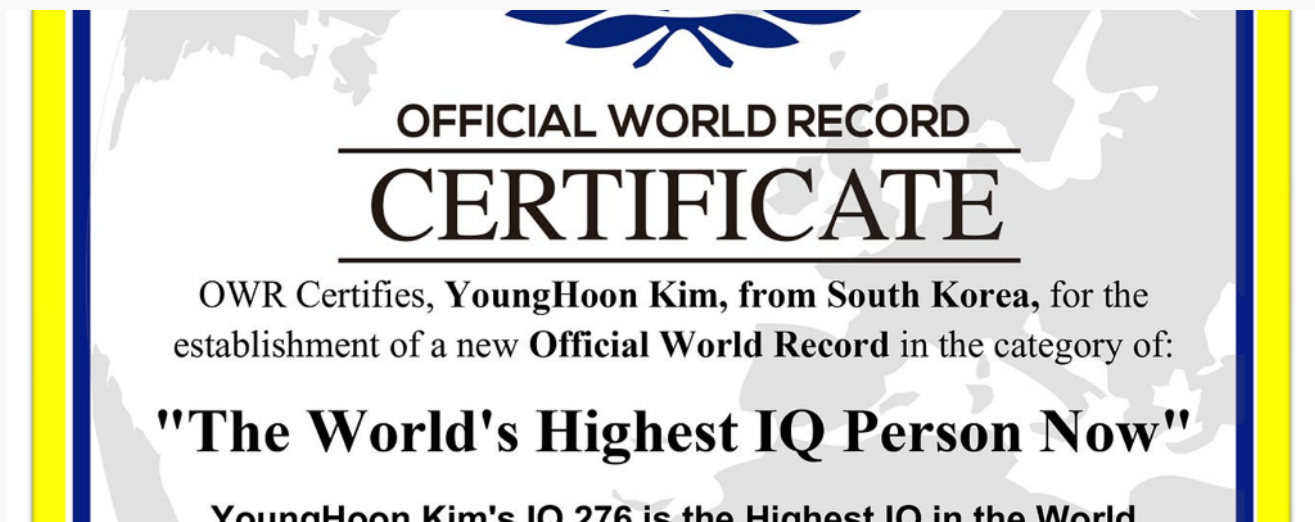 OFFICIAL WORLD RECORD
CERTIFICATE
OWR Certifies, YoungHoon Kim, from South Korea, for the
establishment of a new Official World Record in the category of:
"The World's Highest IQ Person Now"
YoungHoon Kim's IQ 276 is the Highest IQ in the World